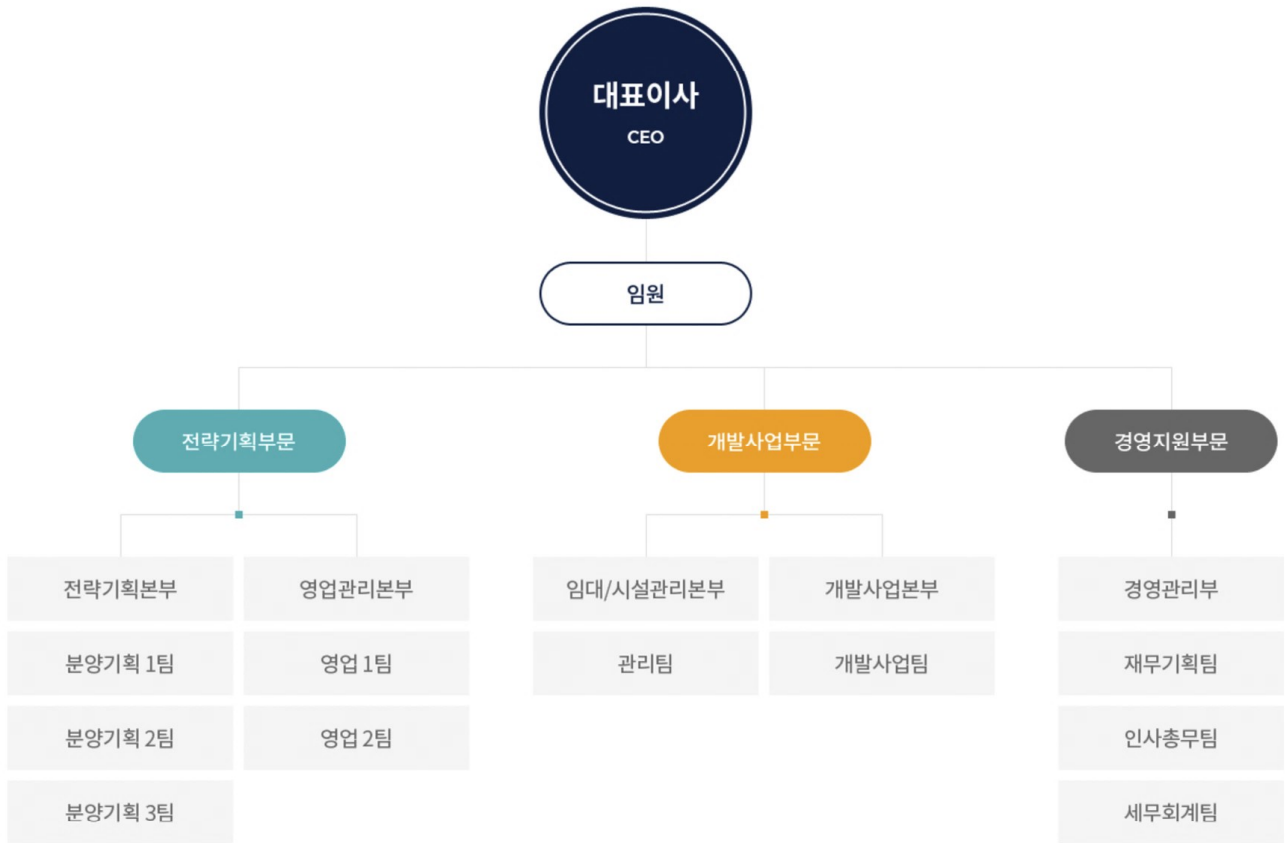 대표이사
CEO
임원
전략기획부문
개발사업부문
경영지원부문
전략기획본부
영업관리본부
임대/시설관리본부
개발사업본부
경영관리부
분양기획 1팀
영업 1팀
관리팀
개발사업팀
재무기획팀
분양기획 2팀
영업 2팀
인사총무팀
분양기획 3팀
세무회계팀